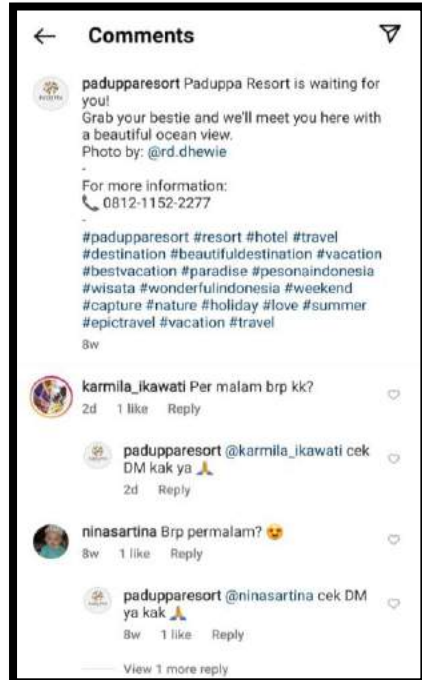 Comments
padupparesort Paduppa Resort is waiting for
you!
Grab your bestie and we'll meet you here with
a beautiful ocean view.
Photo by: @rd.dhewie
-
For more information:
📞 0812-1152-2277
-
#padupparesort #resort #hotel #travel
#destination #beautifuldestination #vacation
#bestvacation #paradise #pesonaindonesia
#wisata #wonderfulindonesia #weekend
#capture #nature #holiday #love #summer
#epictravel #vacation #travel
8w
karmila_ikawati Per malam brp kk?
2d 1 like Reply
padupparesort @karmila_ikawati cek
DM kak ya 🙏
2d Reply
ninasartina Brp permalam? 😍
8w 1 like Reply
padupparesort @ninasartina cek DM
ya kak 🙏
8w 1 like Reply
View 1 more reply